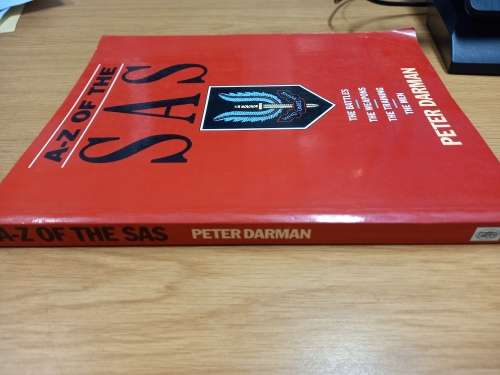 A-Z OF THE
SAS
THE BATTLES
THE WEAPONS
THE TRAINING
THE MEN
PETER DARMAN
A-Z OF THE SAS PETER DARMAN